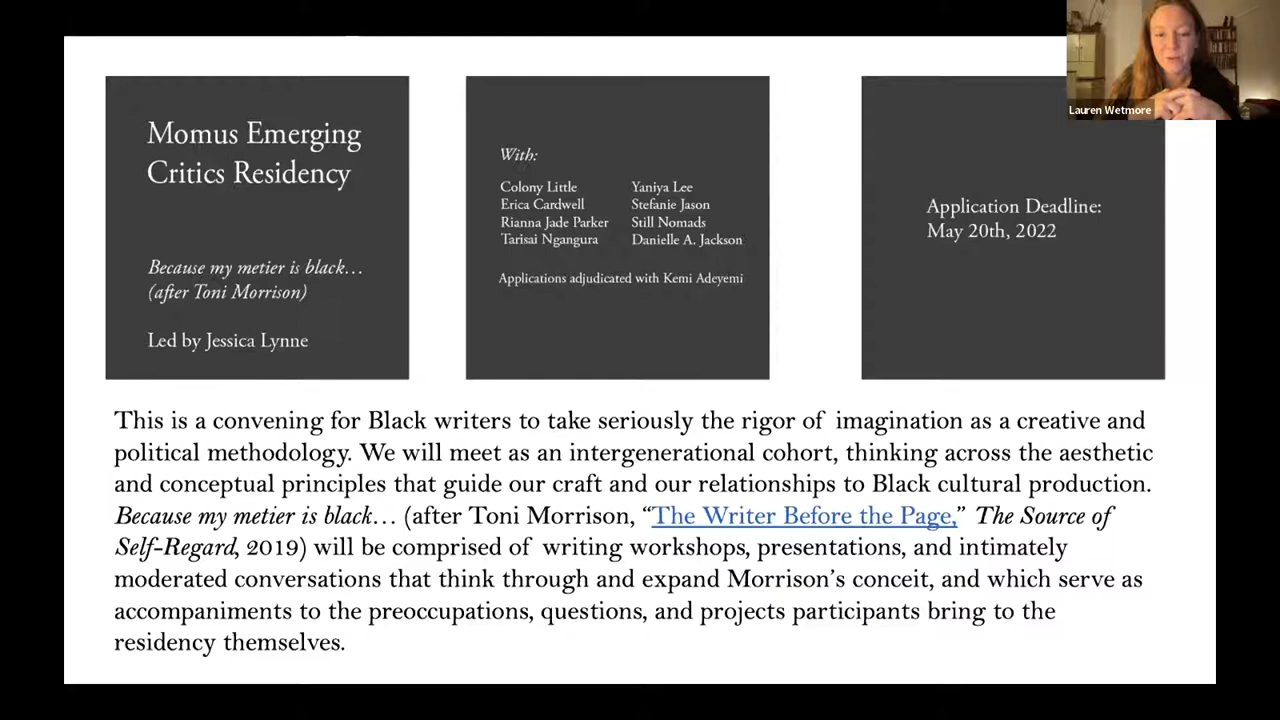 Lauren Wetmore
Momus Emerging
Critics Residency
Because my metier is black…
(after Toni Morrison)
Led by Jessica Lynne
With:
Colony Little
Erica Cardwell
Rianna Jade Parker
Tarisai Ngangura
Yaniya Lee
Stefanie Jason
Still Nomads
Danielle A. Jackson
Applications adjudicated with Kemi Adeyemi
Application Deadline:
May 20th, 2022
This is a convening for Black writers to take seriously the rigor of imagination as a creative and
political methodology. We will meet as an intergenerational cohort, thinking across the aesthetic
and conceptual principles that guide our craft and our relationships to Black cultural production.
Because my metier is black… (after Toni Morrison, “The Writer Before the Page,” The Source of
Self-Regard, 2019) will be comprised of writing workshops, presentations, and intimately
moderated conversations that think through and expand Morrison’s conceit, and which serve as
accompaniments to the preoccupations, questions, and projects participants bring to the
residency themselves.